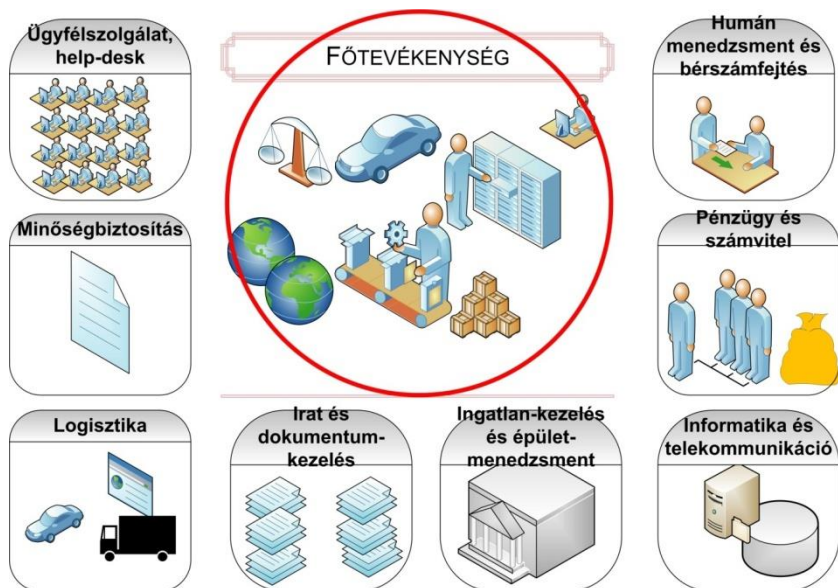 Ügyfélszolgálat,
help-desk
FŐTEVÉKENYSÉG
Humán
menedzsment és
bérszámfejtés
Minőségbiztosítás
Pénzügy és
számvitel
Logisztika
Irat és
dokumentum-
kezelés
Ingatlan-kezelés
és épület-
menedzsment
Informatika és
telekommunikáció